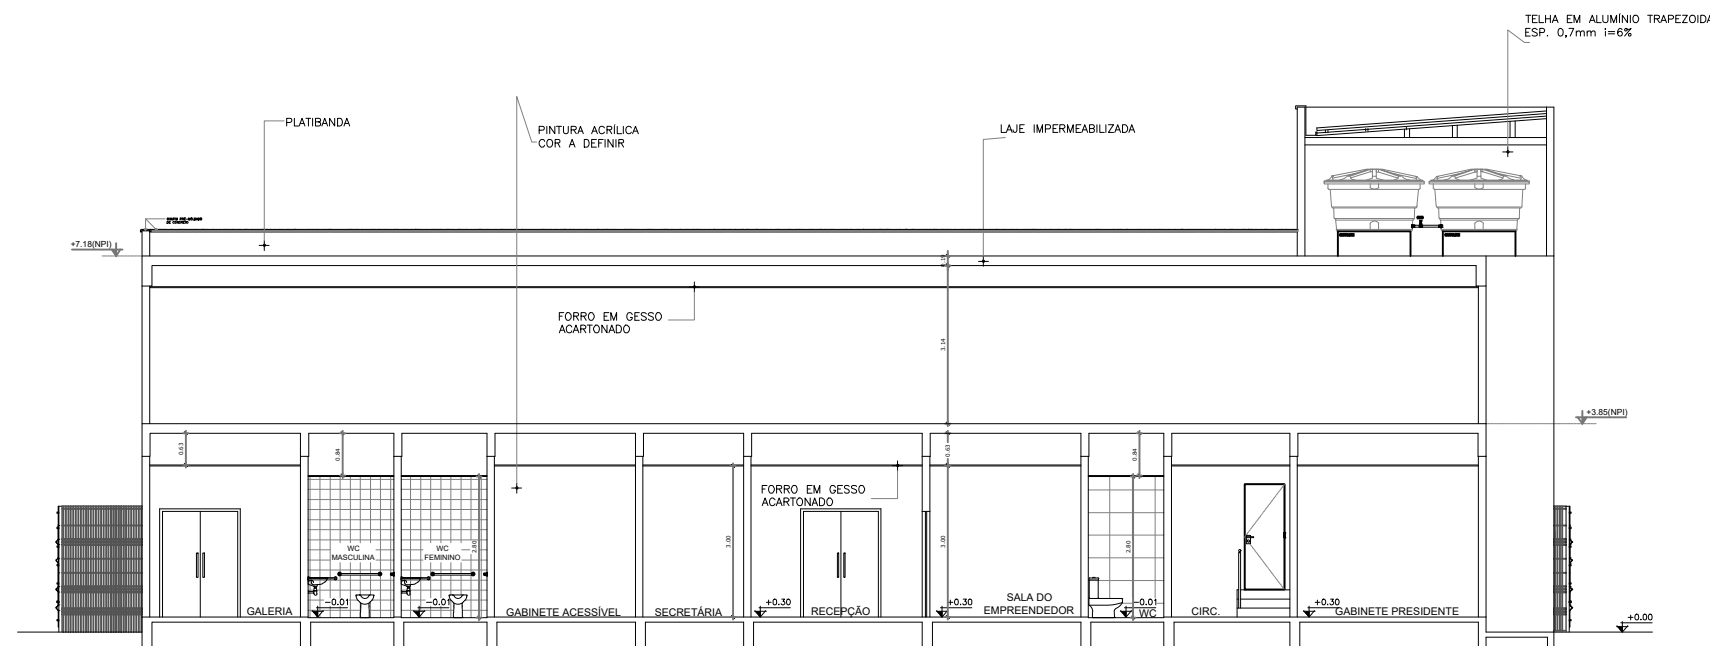 TELHA EM ALUMÍNIO TRAPEZOIDA
ESP. 0,7mm i=6%
PLATIBANDA
PINTURA ACRÍLICA
COR A DEFINIR
LAJE IMPERMEABILIZADA
+7.18(NPI)
FORRO EM GESSO
ACARTONADO
3.14
+3.85(NPI)
0.63
0.84
0.63
0.84
FORRO EM GESSO
ACARTONADO
WC
MASCULINA
WC
FEMININO
2.80
3.00
3.00
2.80
-0.01
-0.01
+0.30
+0.30
-0.01
+0.30
GALERIA
GABINETE ACESSÍVEL
SECRETÁRIA
RECEPÇÃO
SALA DO
EMPREENDEDOR
WC
CIRC.
GABINETE PRESIDENTE
+0.00